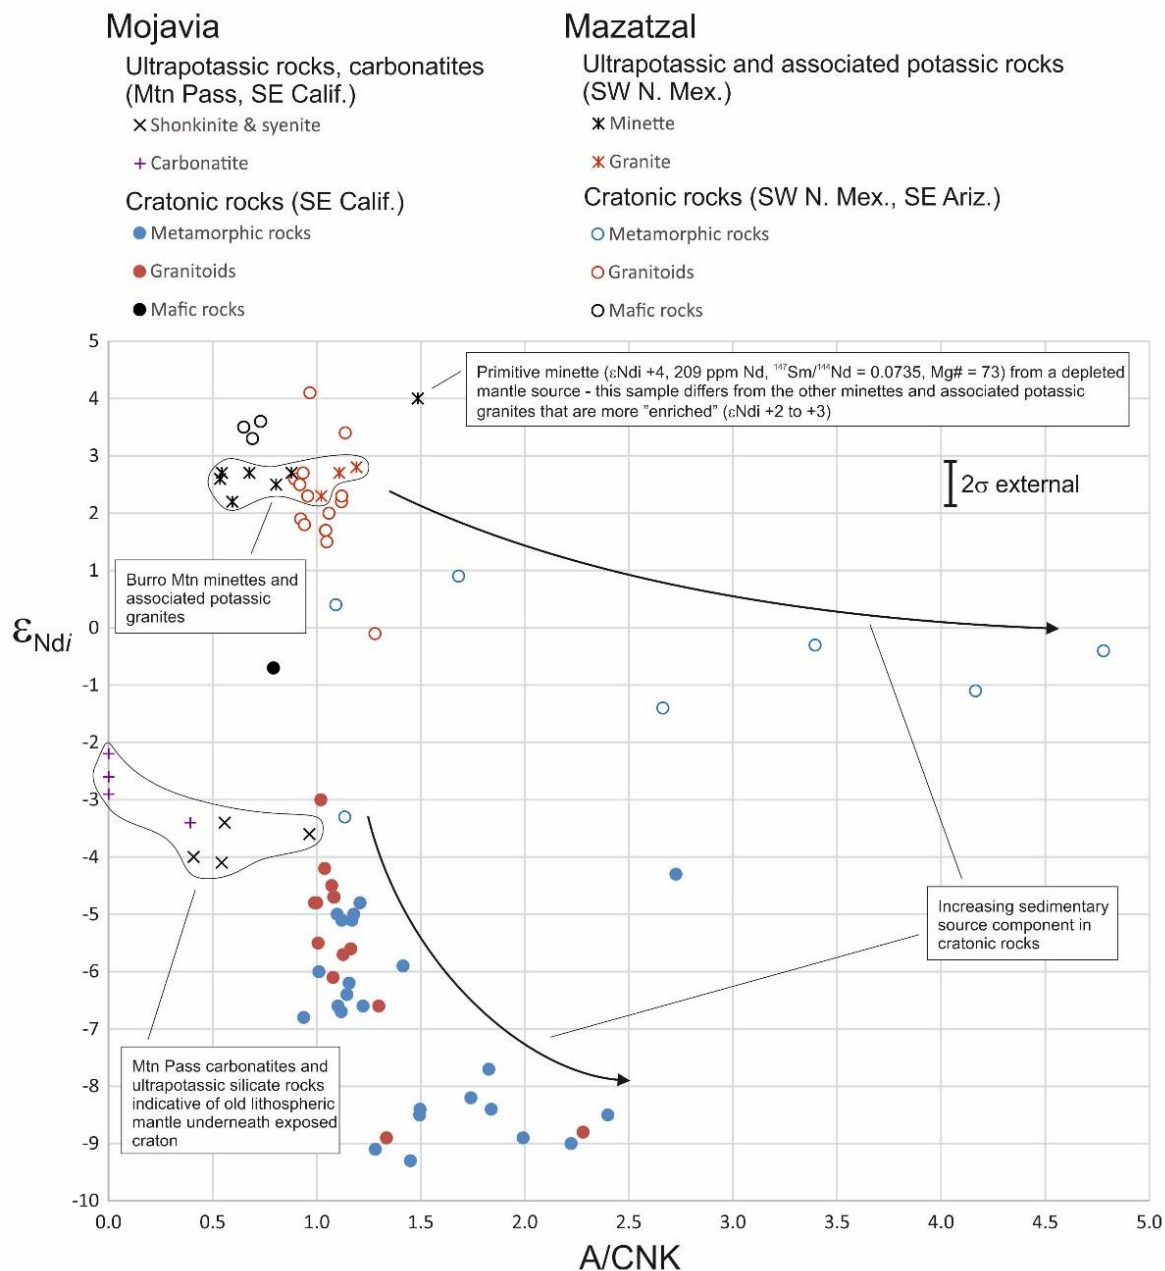 Mojavia
Ultrapotassic rocks, carbonatites
(Mtn Pass, SE Calif.)
Shonkinite & syenite
Carbonatite
Cratonic rocks (SE Calif.)
Metamorphic rocks
Granitoids
Mafic rocks
Mazatzal
Ultrapotassic and associated potassic rocks
(SW N. Mex.)
Minette
Granite
Cratonic rocks (SW N. Mex., SE Ariz.)
Metamorphic rocks
Granitoids
Mafic rocks
Primitive minette (εNdi +4, 209 ppm Nd, ¹⁴⁷Sm/¹⁴⁴Nd = 0.0735, Mg# = 73) from a depleted
mantle source - this sample differs from the other minettes and associated potassic
granites that are more "enriched" (εNdi +2 to +3)
2σ external
Burro Mtn minettes and
associated potassic
granites
Increasing sedimentary
source component in
cratonic rocks
Mtn Pass carbonatites and
ultrapotassic silicate rocks
indicative of old lithospheric
mantle underneath exposed
craton
εNdi
5
4
3
2
1
0
-1
-2
-3
-4
-5
-6
-7
-8
-9
-10
0.0 0.5 1.0 1.5 2.0 2.5 3.0 3.5 4.0 4.5 5.0
A/CNK